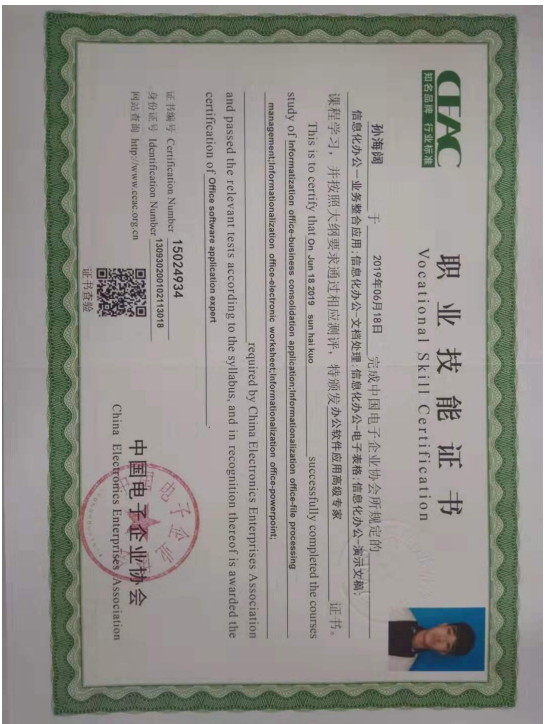 CEAC
知名品牌 行业标准
职业技能证书
Vocational Skill Certification
孙海阔 于 2019年06月18日 完成中国电子企业协会所规定的
信息化办公-业务整合应用;信息化办公-文档处理;信息化办公-电子表格;信息化办公-演示文稿;
课程学习,并按照大纲要求通过相应测评,特颁发办公软件应用高级专家 证书。
This is to certify that On Jun 18 2019 sun hai kuo successfully completed the courses
study of Informatization office-business consolidation application;Informationalization office-file processing
management;Informationalization office-electronic worksheet;Informationalization office-powerpoint;
required by China Electronics Enterprises Association
and passed the relevant tests according to the syllabus, and in recognition thereof is awarded the
certification of Office software application expert .
证书编号 Certification Number 15024934
身份证号 Identification Number 130930200102113018
网站查询 http://www.ceac.org.cn
证书查验
中国电子企业协会
China Electronics Enterprises Association